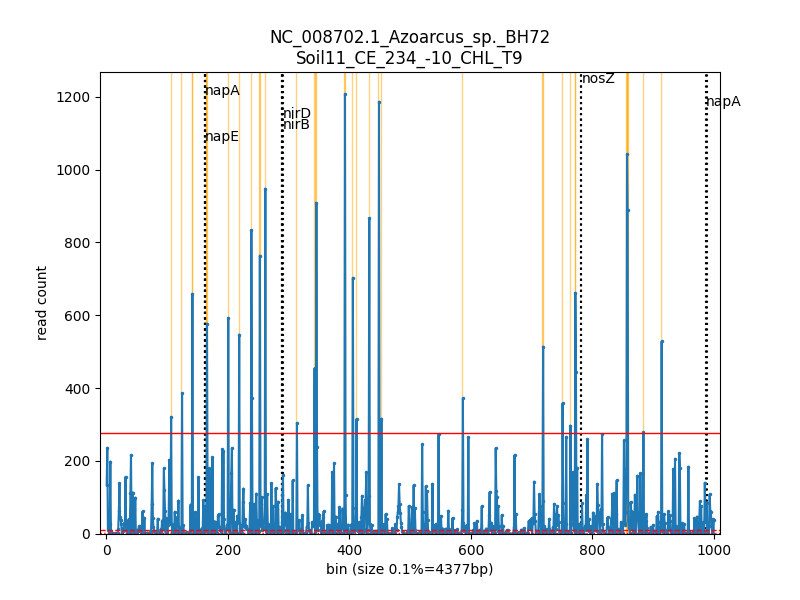 NC_008702.1_Azoarcus_sp._BH72
Soil11_CE_234_-10_CHL_T9
read count
1200
1000
800
600
400
200
0
napA
napE
nirD
nirB
nosZ
napA
0 200 400 600 800 1000
bin (size 0.1%=4377bp)